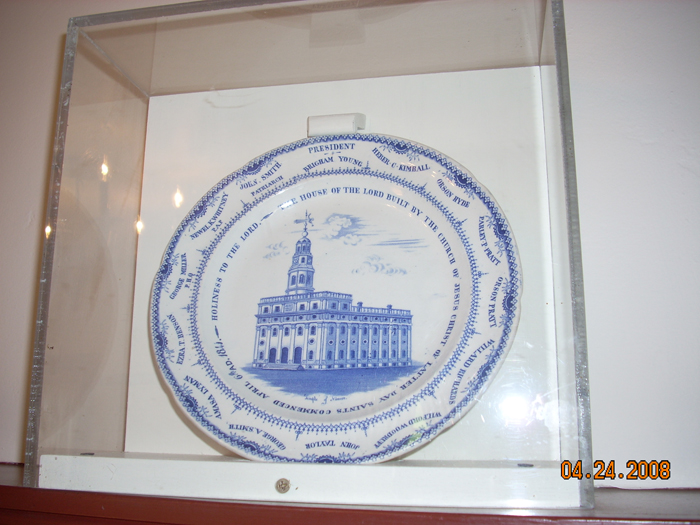 PRESIDENT
BRIGHAM YOUNG
HEBER C. KIMBALL
ORSON HYDE
PARLEY P. PRATT
ORSON PRATT
WILLARD RICHARDS
WILFORD WOODRUFF
JOHN TAYLOR
GEORGE A. SMITH
AMASA LYMAN
EZRA T. BENSON
GEORGE MILLER
NEWEL K. WHITNEY
JOHN SMITH
PATRIARCH
HOLINESS TO THE LORD.
THE HOUSE OF THE LORD BUILT BY THE CHURCH OF JESUS CHRIST OF LATTER DAY SAINTS COMMENCED APRIL 6th AD. 1841.
04.24.2008